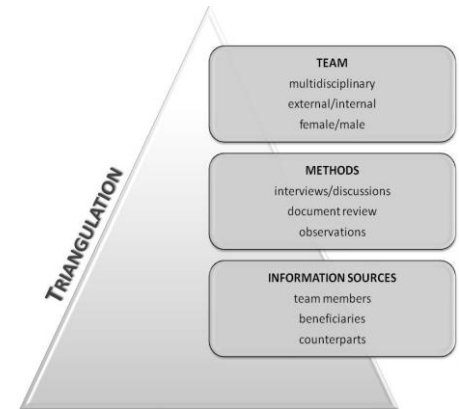 TRIANGULATION
TEAM
multidisciplinary
external/internal
female/male
METHODS
interviews/discussions
document review
observations
INFORMATION SOURCES
team members
beneficiaries
counterparts